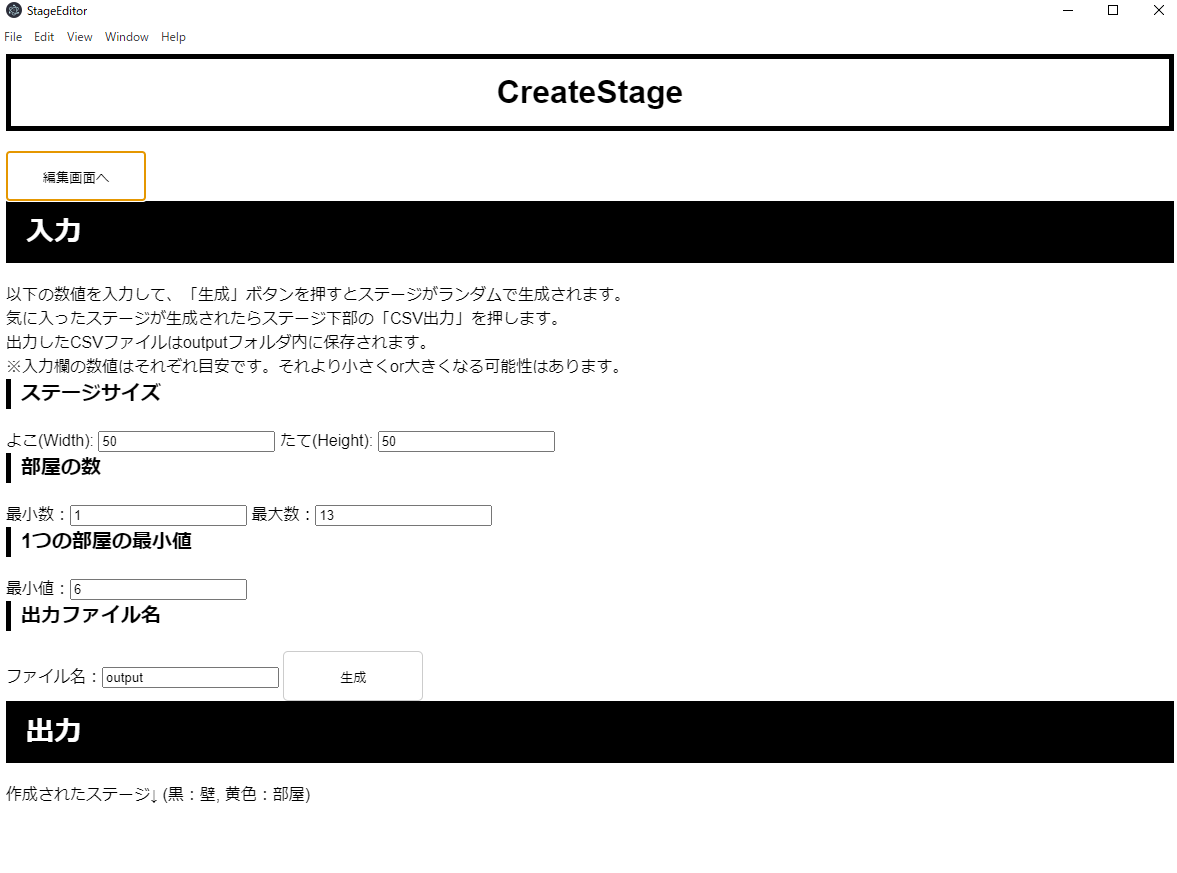 StageEditor
File Edit View Window Help
CreateStage
編集画面へ
入力
以下の数値を入力して、「生成」ボタンを押すとステージがランダムで生成されます。
気に入ったステージが生成されたらステージ下部の「CSV出力」を押します。
出力したCSVファイルはoutputフォルダ内に保存されます。
※入力欄の数値はそれぞれ目安です。それより小さくor大きくなる可能性はあります。
ステージサイズ
よこ(Width): 50 たて(Height): 50
部屋の数
最小数：1 最大数：13
1つの部屋の最小値
最小値：6
出力ファイル名
ファイル名：output 生成
出力
作成されたステージ↓ (黒：壁, 黄色：部屋)